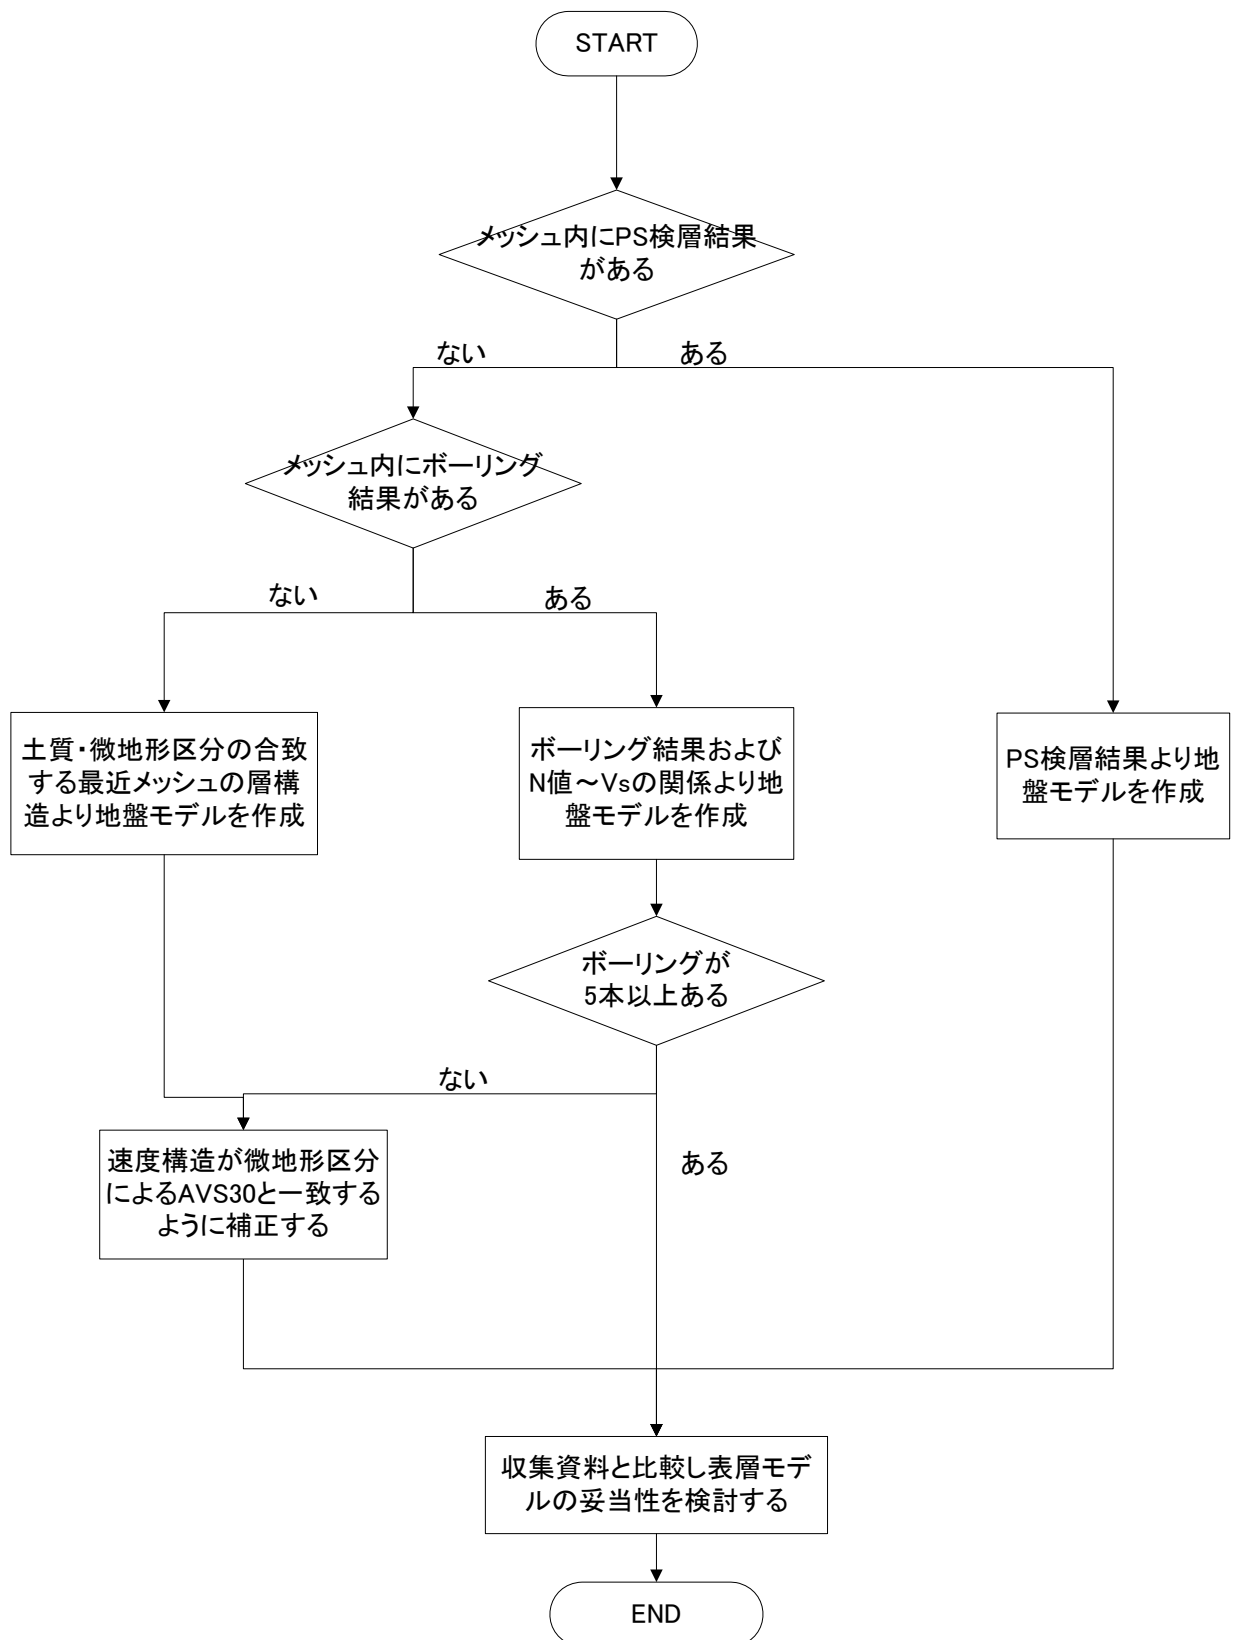 START
メッシュ内にPS検層結果
がある
ない
ある
メッシュ内にボーリング
結果がある
ない
ある
土質・微地形区分の合致
する最近メッシュの層構
造より地盤モデルを作成
ボーリング結果および
N値～Vsの関係より地
盤モデルを作成
PS検層結果より地
盤モデルを作成
ボーリングが
5本以上ある
ない
ある
速度構造が微地形区分
によるAVS30と一致する
ように補正する
収集資料と比較し表層モデ
ルの妥当性を検討する
END